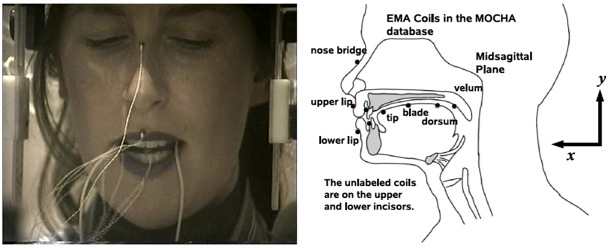 EMA Coils in the MOCHA
database
nose bridge
Midsagittal
Plane
velum
upper lip
tip
blade
dorsum
lower lip
y
x
The unlabeled coils
are on the upper
and lower incisors.